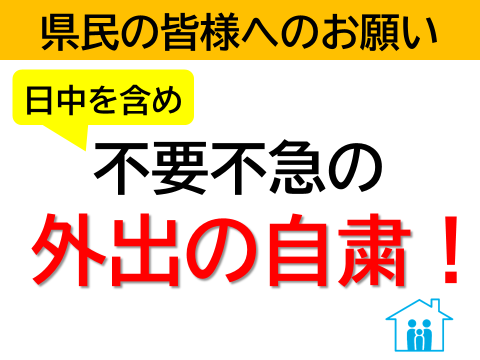 県民の皆様へのお願い
日中を含め
不要不急の
外出の自粛！